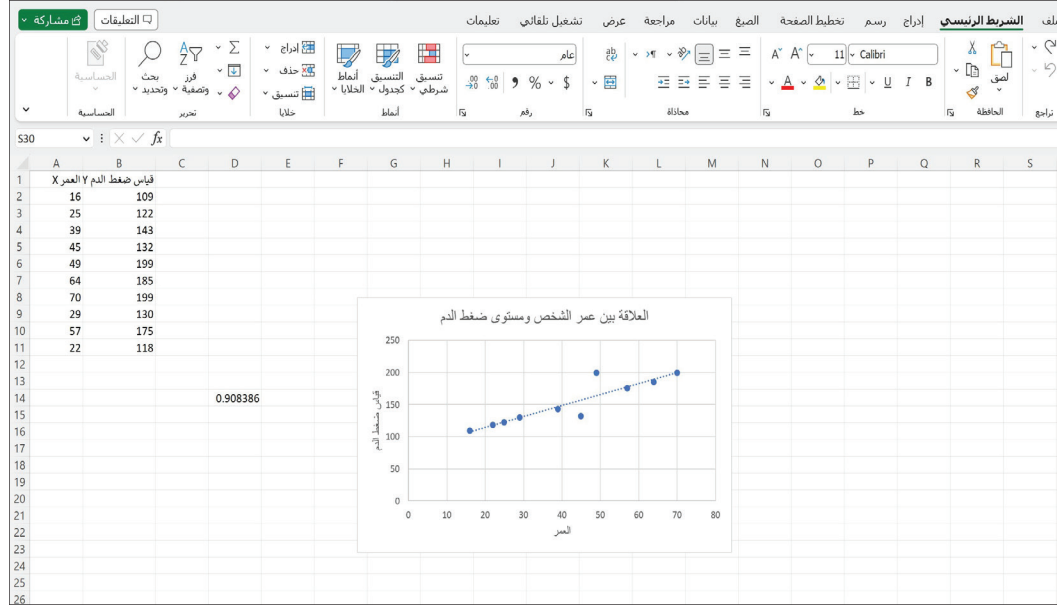 ملف الشريط الرئيسي إدراج رسم تخطيط الصفحة الصيغ بيانات مراجعة عرض تشغيل تلقائي تعليمات التعليقات مشاركة
لصق Calibri 11 عام إدراج
B I U حذف
$ % تنسيق
تنسيق شرطي التنسيق كجدول أنماط الخلايا
فرز وتصفية بحث وتحديد الحساسية
تراجع الحافظة خط محاذاة رقم أنماط خلايا تحرير الحساسية
S30 fx
A B C D E F G H I J K L M N O P Q R S
1 العمر X قياس ضغط الدم Y
2 16 109
3 25 122
4 39 143
5 45 132
6 49 199
7 64 185
8 70 199
9 29 130
10 57 175
11 22 118
12
13
14 0.908386
15
16
17
18
19
20
21
22
23
24
25
26
العلاقة بين عمر الشخص ومستوى ضغط الدم
قياس ضغط الدم
250
200
150
100
50
0
0 10 20 30 40 50 60 70 80
العمر